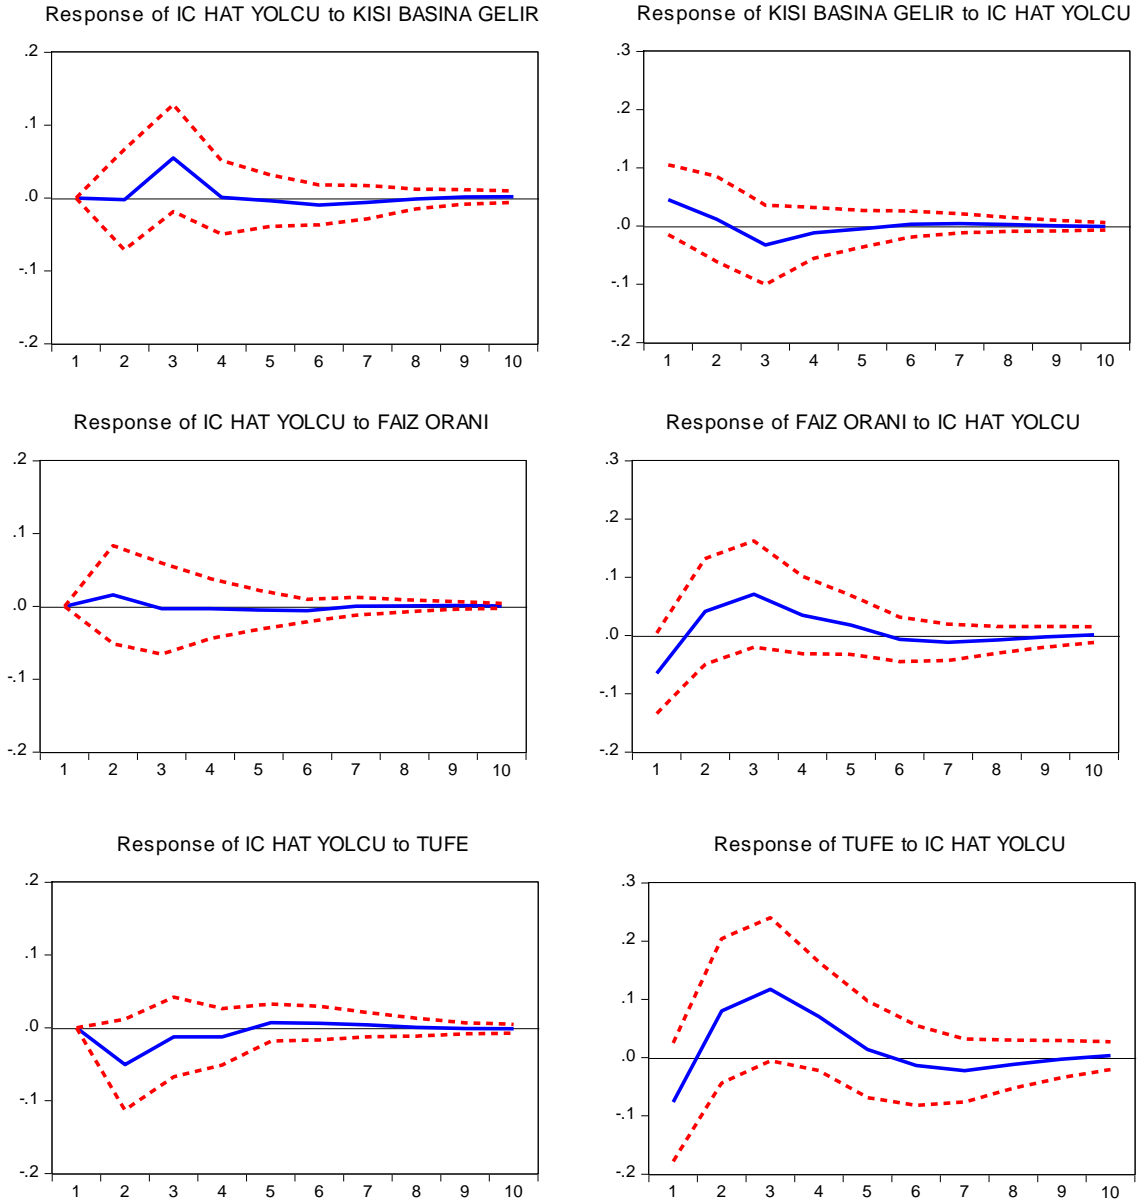 Response of IC HAT YOLCU to KISI BASINA GELIR
.2
.1
.0
-.1
-.2
1 2 3 4 5 6 7 8 9 10
Response of KISI BASINA GELIR to IC HAT YOLCU
.3
.2
.1
.0
-.1
-.2
1 2 3 4 5 6 7 8 9 10
Response of IC HAT YOLCU to FAIZ ORANI
.2
.1
.0
-.1
-.2
1 2 3 4 5 6 7 8 9 10
Response of FAIZ ORANI to IC HAT YOLCU
.3
.2
.1
.0
-.1
-.2
1 2 3 4 5 6 7 8 9 10
Response of IC HAT YOLCU to TUFE
.2
.1
.0
-.1
-.2
1 2 3 4 5 6 7 8 9 10
Response of TUFE to IC HAT YOLCU
.3
.2
.1
.0
-.1
-.2
1 2 3 4 5 6 7 8 9 10